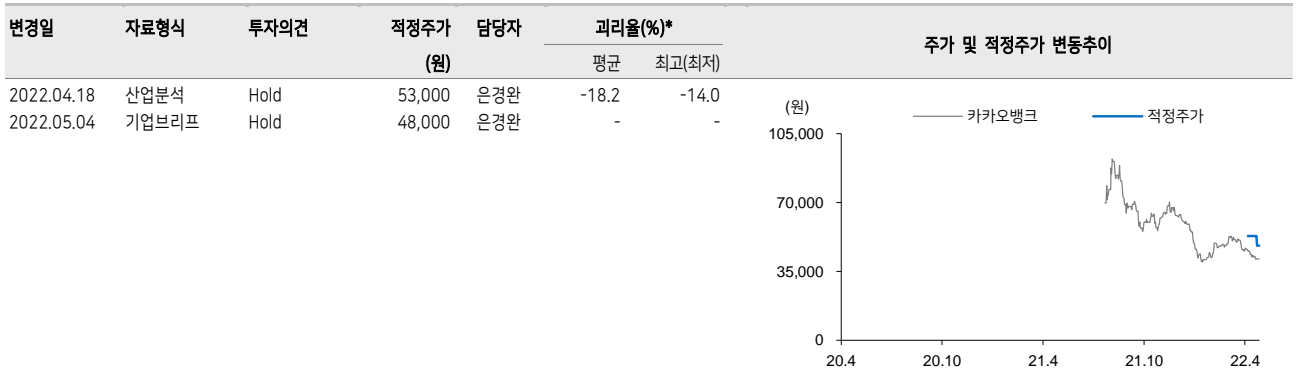 변경일 자료형식 투자의견 적정주가 담당자 괴리율(%)* 주가 및 적정주가 변동추이
(원) 평균 최고(최저)
2022.04.18 산업분석 Hold 53,000 은경완 -18.2 -14.0
2022.05.04 기업브리프 Hold 48,000 은경완 - -
(원) 카카오뱅크 적정주가
105,000
70,000
35,000
0
20.4 20.10 21.4 21.10 22.4